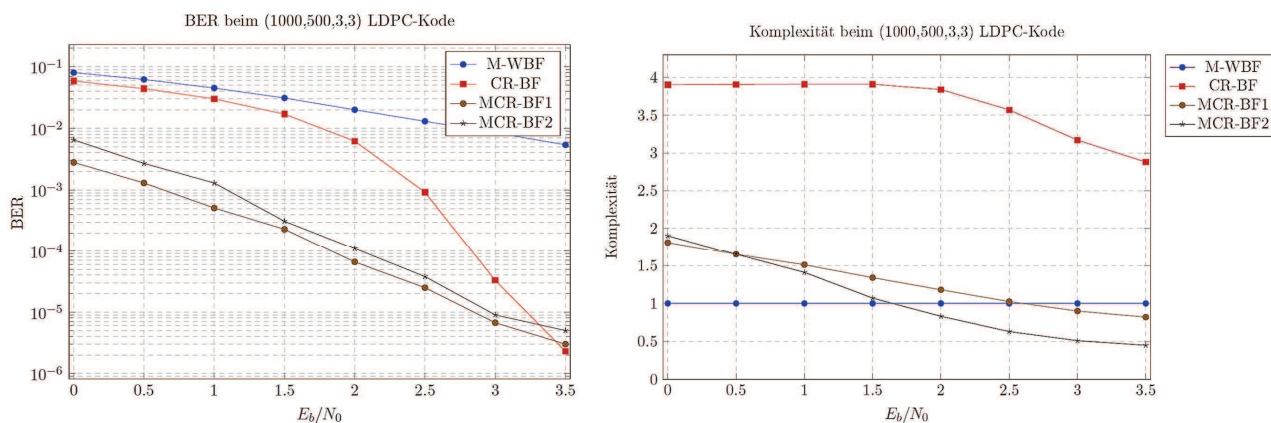 BER beim (1000,500,3,3) LDPC-Kode
10⁻¹
10⁻²
10⁻³
10⁻⁴
10⁻⁵
10⁻⁶
BER
M-WBF
CR-BF
MCR-BF1
MCR-BF2
0 0.5 1 1.5 2 2.5 3 3.5
E_b/N_0
Komplexität beim (1000,500,3,3) LDPC-Kode
4
3.5
3
2.5
2
1.5
1
0.5
0
Komplexität
M-WBF
CR-BF
MCR-BF1
MCR-BF2
0 0.5 1 1.5 2 2.5 3 3.5
E_b/N_0